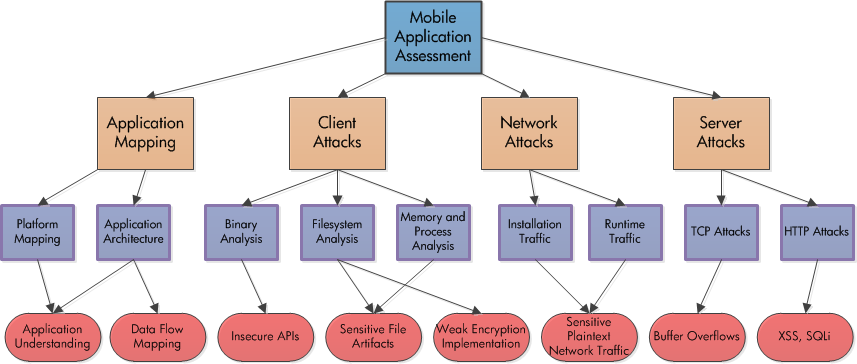 Mobile
Application
Assessment
Application
Mapping
Client
Attacks
Network
Attacks
Server
Attacks
Platform
Mapping
Application
Architecture
Binary
Analysis
Filesystem
Analysis
Memory and
Process
Analysis
Installation
Traffic
Runtime
Traffic
TCP Attacks
HTTP Attacks
Application
Understanding
Data Flow
Mapping
Insecure APIs
Sensitive File
Artifacts
Weak Encryption
Implementation
Sensitive
Plaintext
Network Traffic
Buffer Overflows
XSS, SQLi